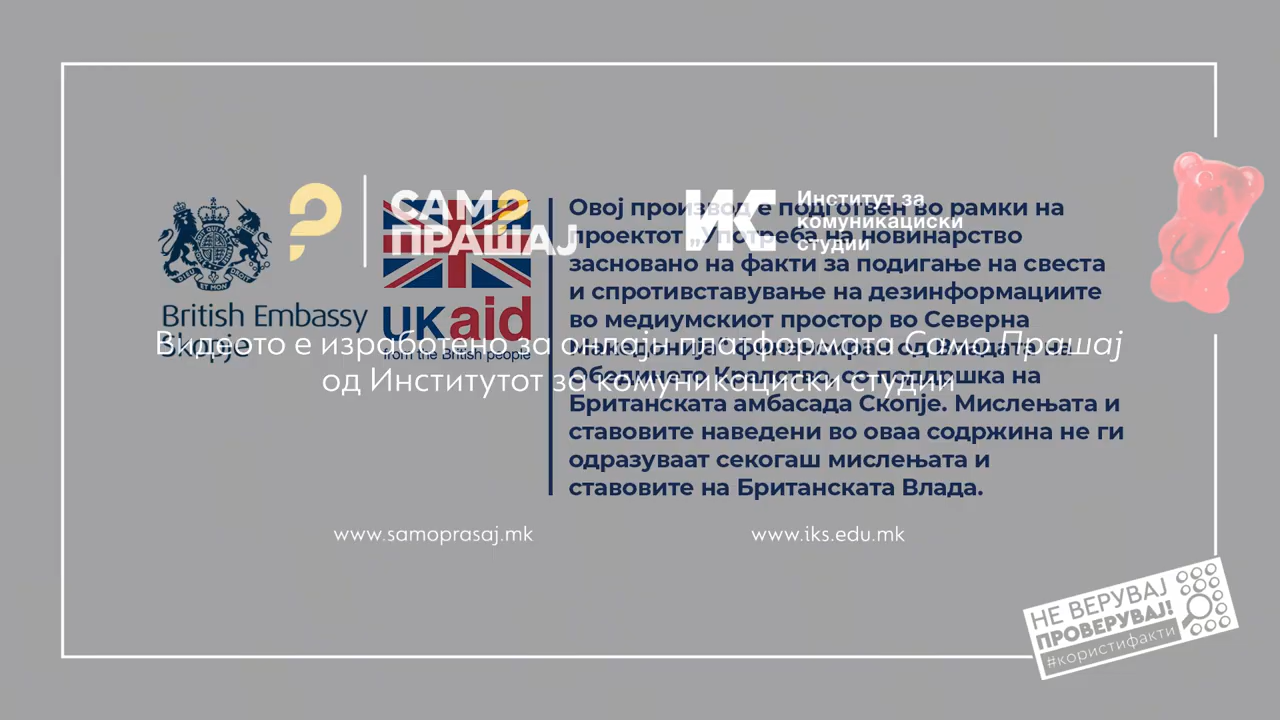 САМО
ПРАШАЈ
ИКС
Институт за
комуникациски
студии
British Embassy
Skopje
ukaid
from the British people
Овој производ е подготвен во рамки на
проектот „Употреба на новинарство
засновано на факти за подигање на свеста
и спротивставување на дезинформациите
во медиумскиот простор во Северна
Македонија“ финансиран од Владата на
Обединето Кралство, со поддршка на
Британската амбасада Скопје. Мислењата и
ставовите наведени во оваа содржина не ги
одразуваат секогаш мислењата и
ставовите на Британската Влада.
Видеото е изработено за онлајн платформата Само Прашај
од Институтот за комуникациски студии
www.samoprasaj.mk
www.iks.edu.mk
НЕ ВЕРУВАЈ
ПРОВЕРУВАЈ!
#користифакти